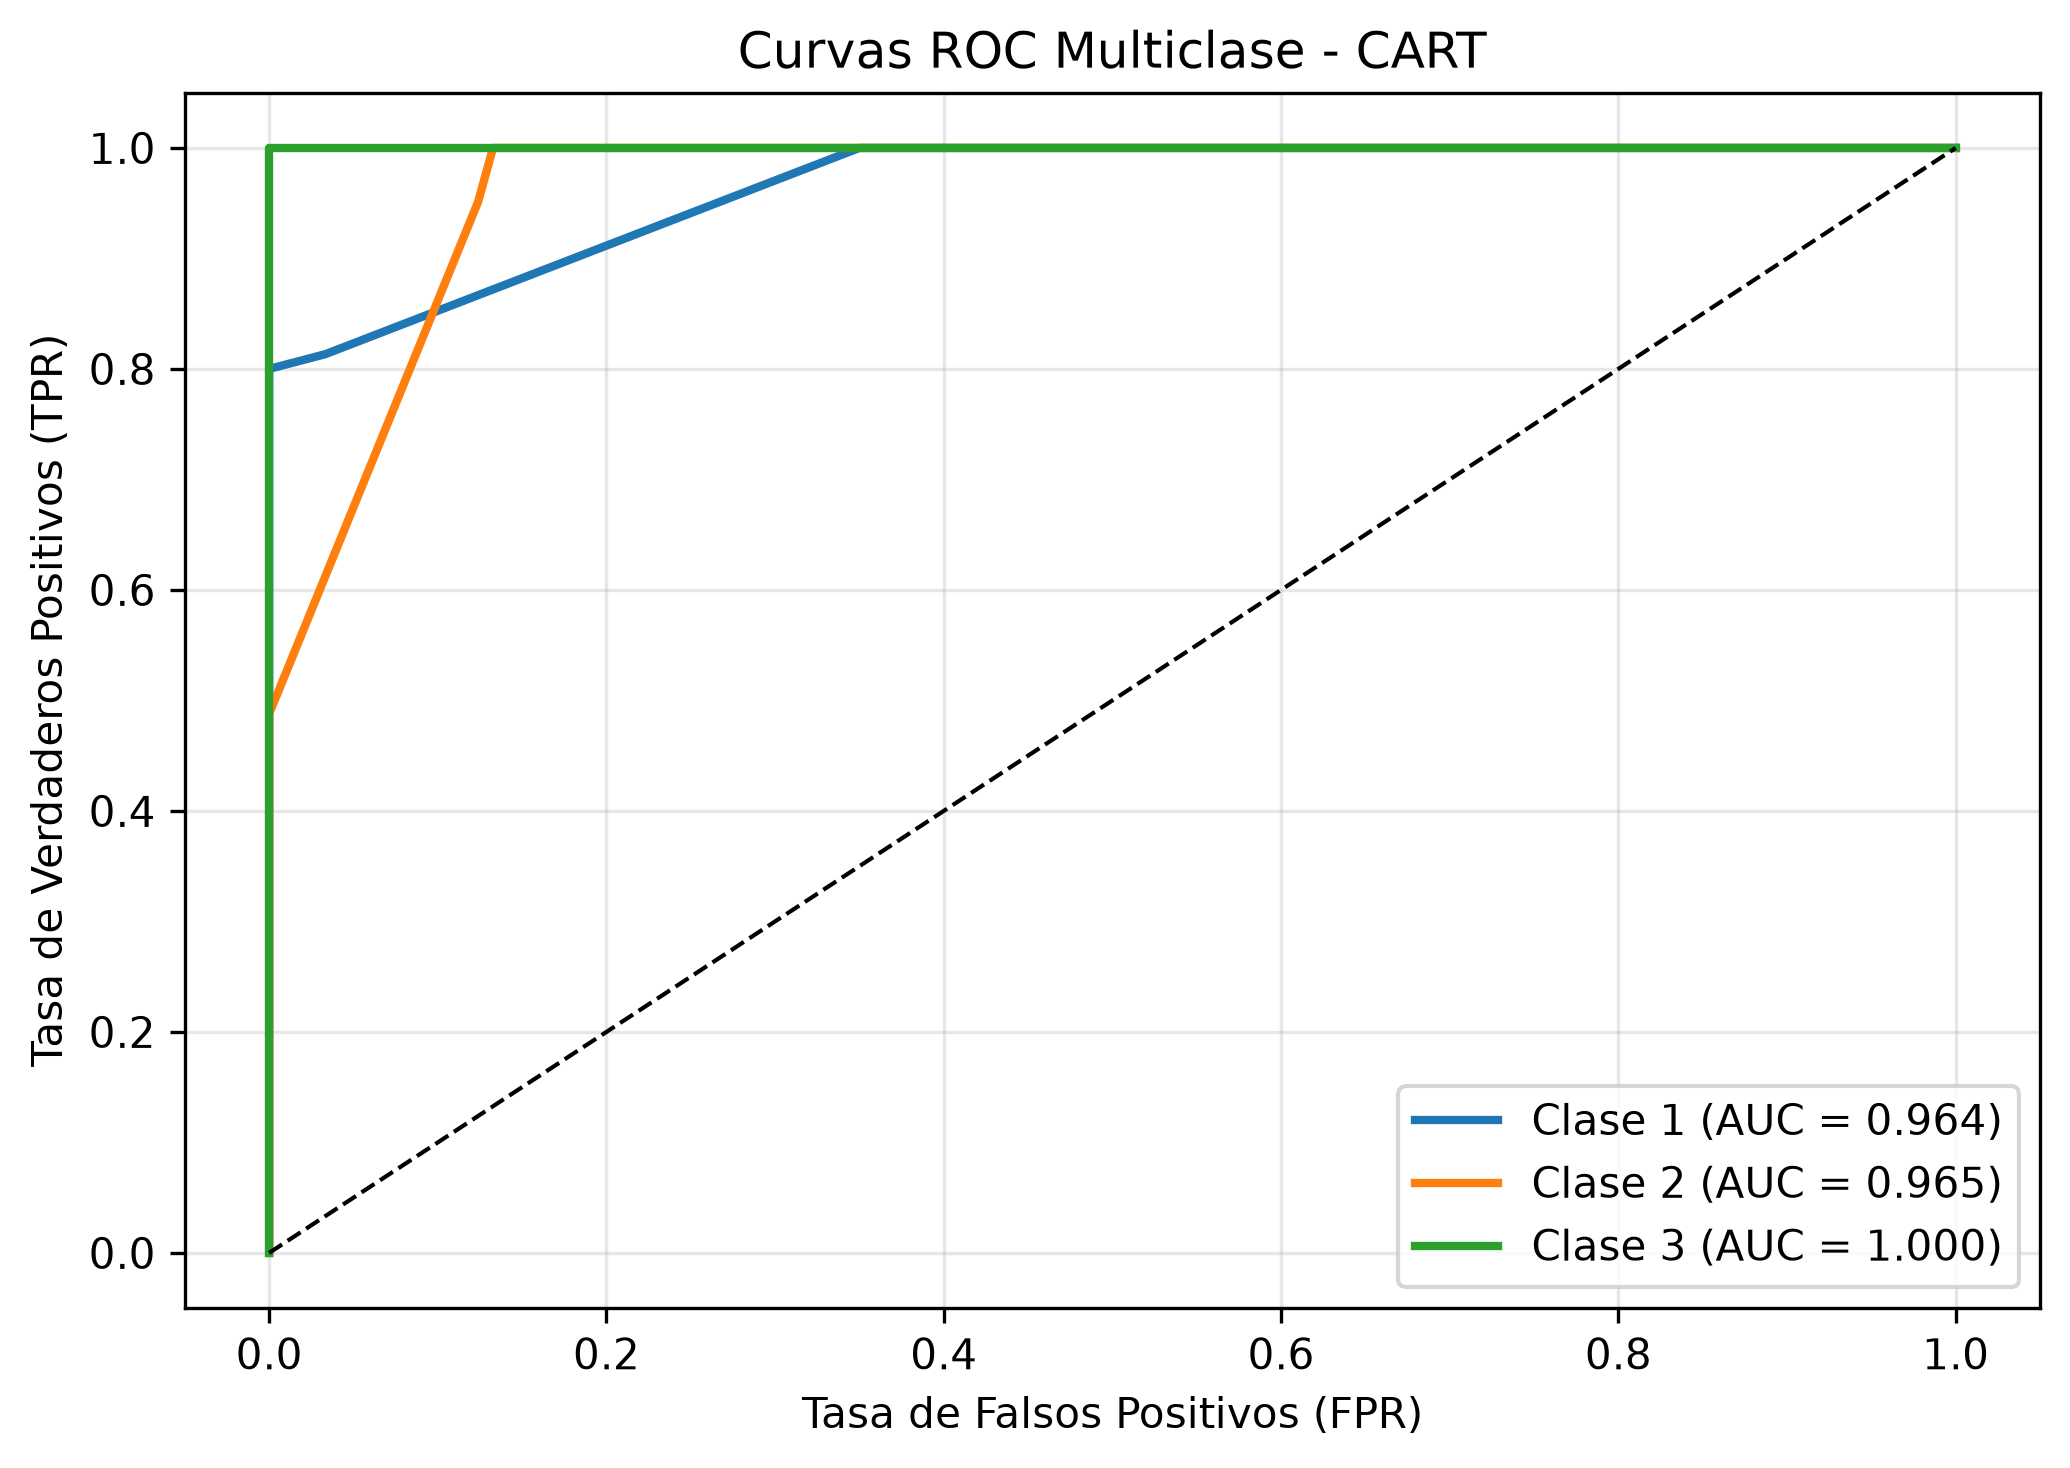 Curvas ROC Multiclase - CART
Tasa de Verdaderos Positivos (TPR)
1.0
0.8
0.6
0.4
0.2
0.0
Clase 1 (AUC = 0.964)
Clase 2 (AUC = 0.965)
Clase 3 (AUC = 1.000)
0.0 0.2 0.4 0.6 0.8 1.0
Tasa de Falsos Positivos (FPR)